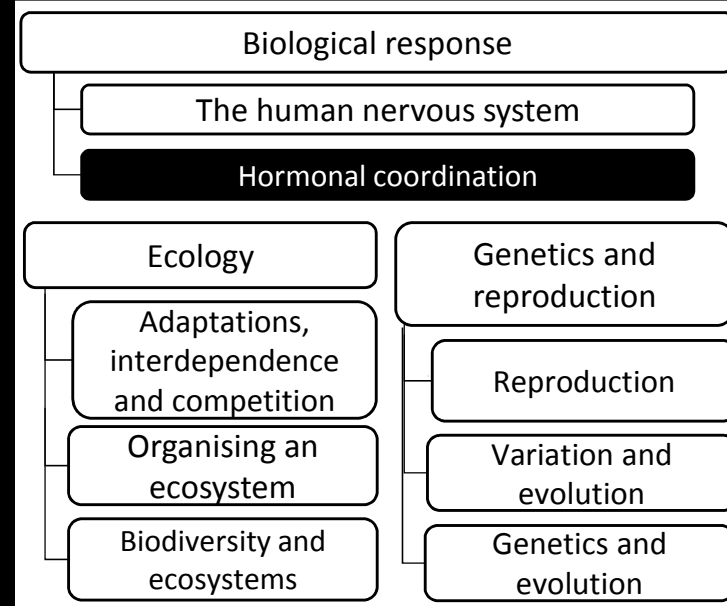 Biological response
The human nervous system
Hormonal coordination
Ecology
Adaptations,
interdependence
and competition
Organising an
ecosystem
Biodiversity and
ecosystems
Genetics and
reproduction
Reproduction
Variation and
evolution
Genetics and
evolution